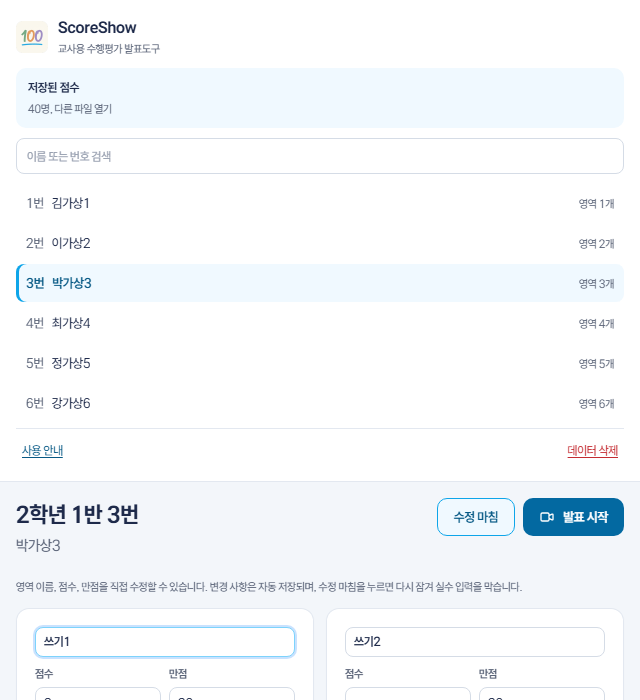 100
ScoreShow
교사용 수행평가 발표도구
저장된 점수
40명, 다른 파일 열기
이름 또는 번호 검색
1번 김가상1 영역 1개
2번 이가상2 영역 2개
3번 박가상3 영역 3개
4번 최가상4 영역 4개
5번 정가상5 영역 5개
6번 강가상6 영역 6개
사용 안내 데이터 삭제
2학년 1반 3번 수정 마침 발표 시작
박가상3
영역 이름, 점수, 만점을 직접 수정할 수 있습니다. 변경 사항은 자동 저장되며, 수정 마침을 누르면 다시 잠겨 실수 입력을 막습니다.
쓰기1 쓰기2
점수 만점 점수 만점